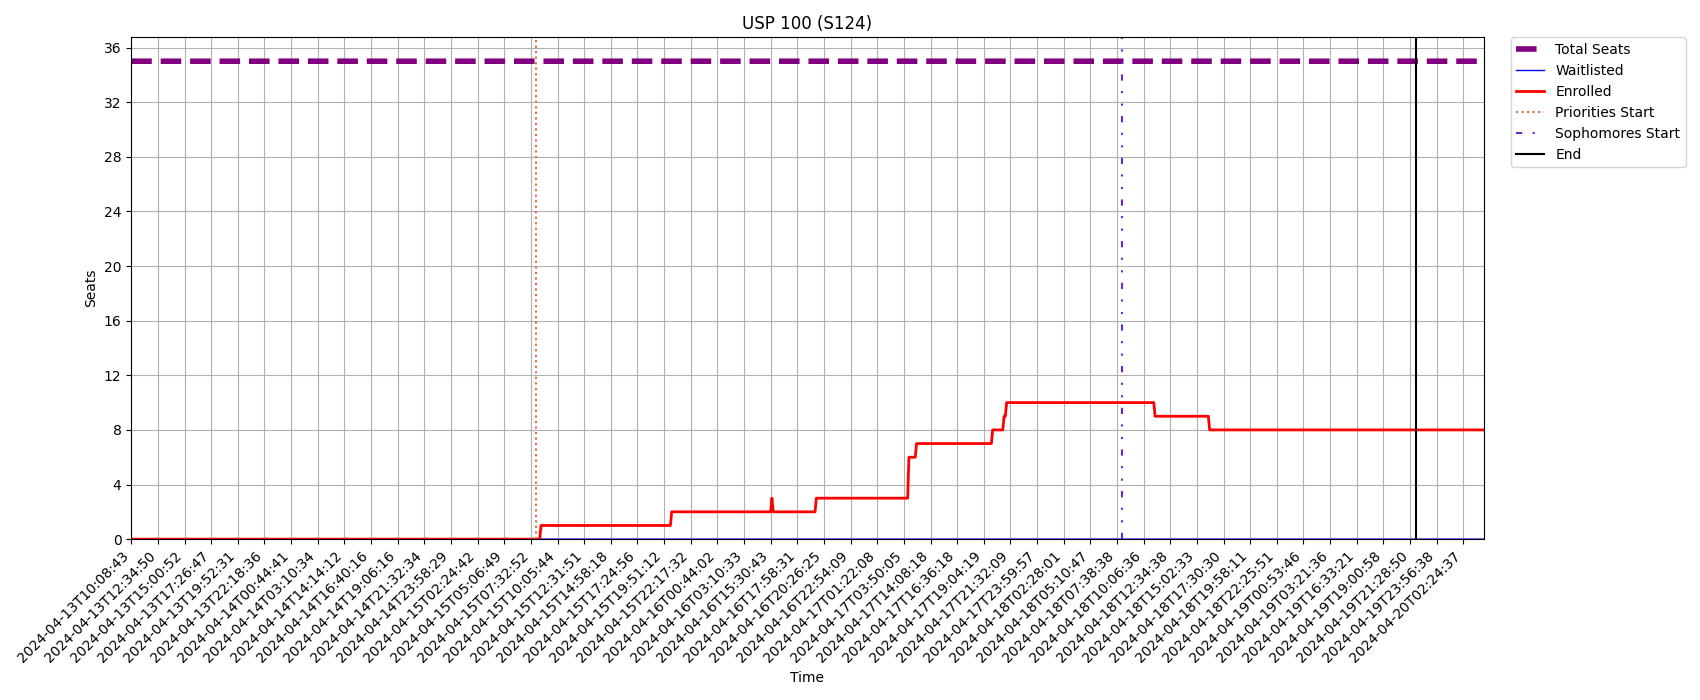 USP 100 (S124)
36
32
28
24
20
16
12
8
4
0
Seats
Total Seats
Waitlisted
Enrolled
Priorities Start
Sophomores Start
End
2024-04-13T10:08:43
2024-04-13T12:34:50
2024-04-13T15:00:52
2024-04-13T17:26:47
2024-04-13T19:52:31
2024-04-13T22:18:36
2024-04-14T00:44:41
2024-04-14T03:10:34
2024-04-14T14:14:12
2024-04-14T16:40:16
2024-04-14T19:06:16
2024-04-14T21:32:34
2024-04-14T23:58:29
2024-04-15T02:24:42
2024-04-15T05:06:49
2024-04-15T07:32:52
2024-04-15T10:05:44
2024-04-15T12:31:51
2024-04-15T14:58:18
2024-04-15T17:24:56
2024-04-15T19:51:12
2024-04-15T22:17:32
2024-04-16T00:44:02
2024-04-16T03:10:33
2024-04-16T15:30:43
2024-04-16T17:58:31
2024-04-16T20:26:25
2024-04-16T22:54:09
2024-04-17T01:22:08
2024-04-17T03:50:05
2024-04-17T14:08:18
2024-04-17T16:36:18
2024-04-17T19:04:19
2024-04-17T21:32:09
2024-04-17T23:59:57
2024-04-18T02:28:01
2024-04-18T05:10:47
2024-04-18T07:38:38
2024-04-18T10:06:36
2024-04-18T12:34:38
2024-04-18T15:02:33
2024-04-18T17:30:30
2024-04-18T19:58:11
2024-04-18T22:25:51
2024-04-19T00:53:46
2024-04-19T03:21:36
2024-04-19T16:33:21
2024-04-19T19:00:58
2024-04-19T21:28:50
2024-04-19T23:56:38
2024-04-20T02:24:37
Time